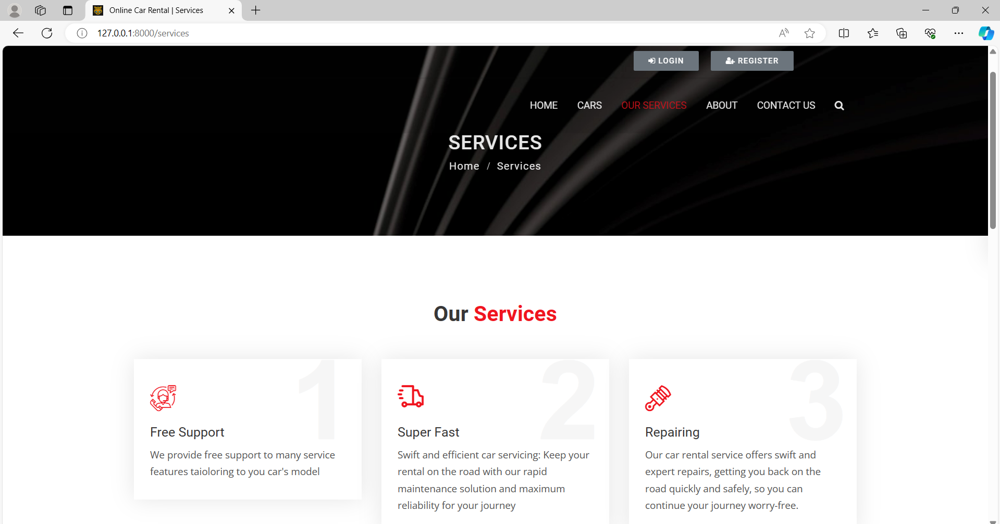 Online Car Rental | Services
127.0.0.1:8000/services
LOGIN
REGISTER
HOME CARS OUR SERVICES ABOUT CONTACT US
SERVICES
Home / Services
Our Services
1
Free Support
We provide free support to many service
features taioloring to you car's model
2
Super Fast
Swift and efficient car servicing: Keep your
rental on the road with our rapid
maintenance solution and maximum
reliability for your journey
3
Repairing
Our car rental service offers swift and
expert repairs, getting you back on the
road quickly and safely, so you can
continue your journey worry-free.